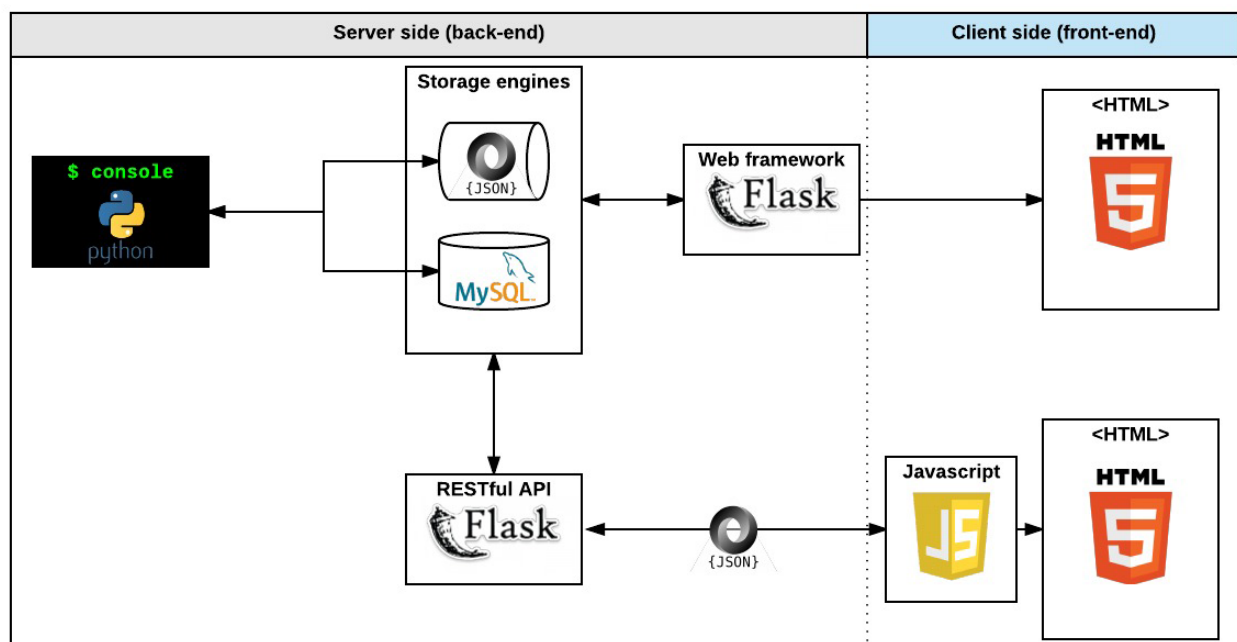 Server side (back-end)
Client side (front-end)
Storage engines
{JSON}
MySQL
$ console
python
Web framework
Flask
<HTML>
HTML
5
RESTful API
Flask
{JSON}
Javascript
JS
<HTML>
HTML
5